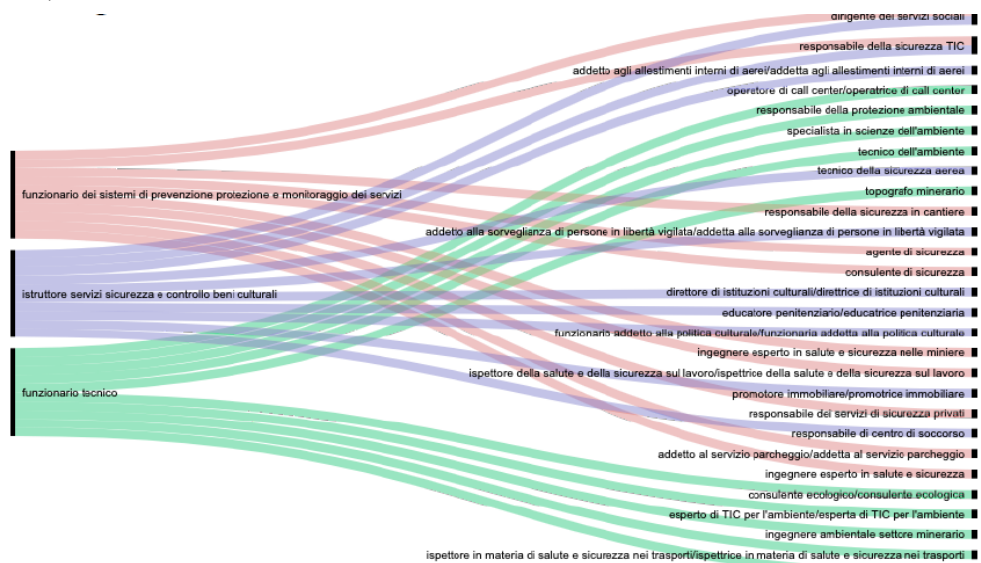 dirigente dei servizi sociali
responsabile della sicurezza TIC
addetto agli allestimenti interni di aerei/addetta agli allestimenti interni di aerei
operatore di call center/operatrice di call center
responsabile della protezione ambientale
specialista in scienze dell'ambiente
tecnico dell'ambiente
tecnico della sicurezza aerea
topografo minerario
funzionario dei sistemi di prevenzione protezione e monitoraggio dei servizi
responsabile della sicurezza in cantiere
addetto alla sorveglianza di persone in libertà vigilata/addetta alla sorveglianza di persone in libertà vigilata
agente di sicurezza
consulente di sicurezza
istruttore servizi sicurezza e controllo beni culturali
direttore di istituzioni culturali/direttrice di istituzioni culturali
educatore penitenziario/educatrice penitenziaria
funzionario addetto alla politica culturale/funzionaria addetta alla politica culturale
ingegnere esperto in salute e sicurezza nelle miniere
ispettore della salute e della sicurezza sul lavoro/ispettrice della salute e della sicurezza sul lavoro
funzionario tecnico
promotore immobiliare/promotrice immobiliare
responsabile dei servizi di sicurezza privati
responsabile di centro di soccorso
addetto al servizio parcheggio/addetta al servizio parcheggio
ingegnere esperto in salute e sicurezza
consulente ecologico/consulente ecologica
esperto di TIC per l'ambiente/esperta di TIC per l'ambiente
ingegnere ambientale settore minerario
ispettore in materia di salute e sicurezza nei trasporti/ispettrice in materia di salute e sicurezza nei trasporti